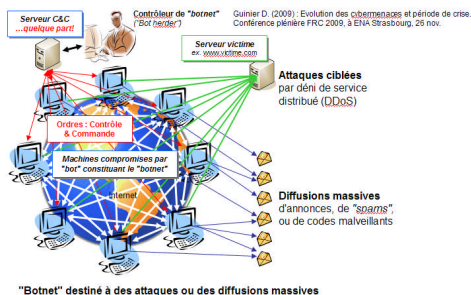 Serveur C&C
...quelque part!
Contrôleur de "botnet"
("Bot herder")
Guinier D. (2009) : Evolution des cybermenaces et période de crise.
Conférence plénière FRC 2009, à ENA Strasbourg, 26 nov.
Serveur victime
ex: www.victime.com
Attaques ciblées
par déni de service
distribué (DDoS)
Ordres : Contrôle
& Commande
Machines compromises par
"bot" constituant le "botnet"
Internet
Diffusions massives
d'annonces, de "spams",
ou de codes malveillants
"Botnet" destiné à des attaques ou des diffusions massives